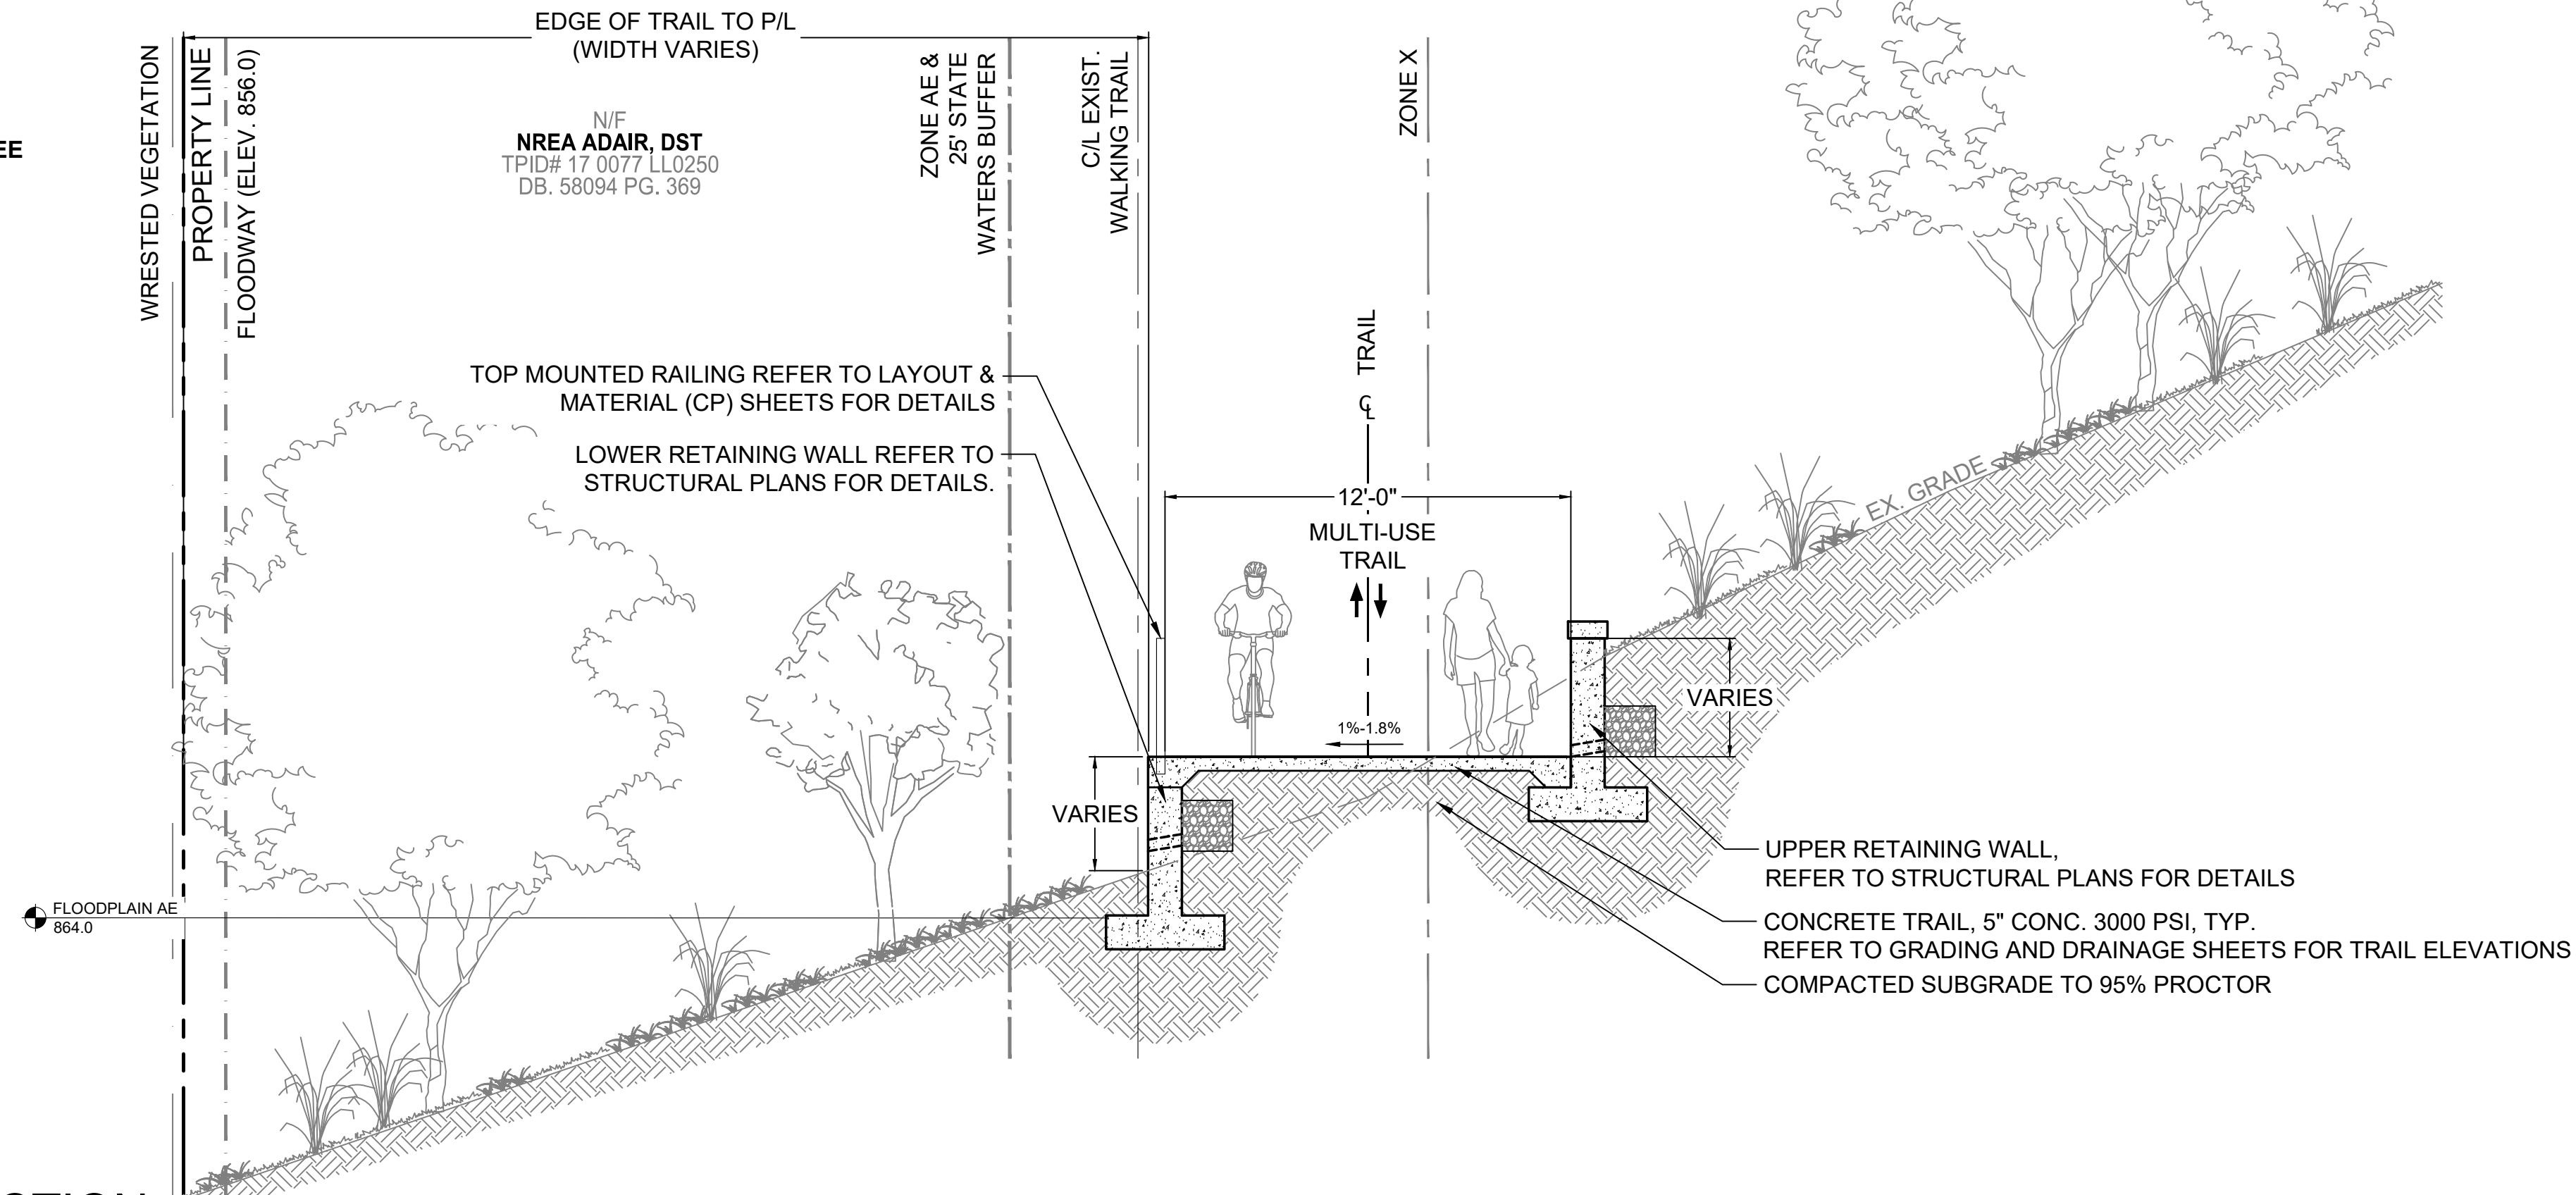 EDGE OF TRAIL TO P/L
(WIDTH VARIES)
WRESTED VEGETATION
PROPERTY LINE
FLOODWAY (ELEV. 856.0)
N/F
NREA ADAIR, DST
TPID# 17 0077 LL0250
DB. 58094 PG. 369
ZONE AE &
25' STATE
WATERS BUFFER
C/L EXIST.
WALKING TRAIL
ZONE X
EE
TOP MOUNTED RAILING REFER TO LAYOUT &
MATERIAL (CP) SHEETS FOR DETAILS
LOWER RETAINING WALL REFER TO
STRUCTURAL PLANS FOR DETAILS.
CL TRAIL
12'-0"
MULTI-USE
TRAIL
EX. GRADE
1%-1.8%
VARIES
VARIES
FLOODPLAIN AE
864.0
UPPER RETAINING WALL,
REFER TO STRUCTURAL PLANS FOR DETAILS
CONCRETE TRAIL, 5" CONC. 3000 PSI, TYP.
REFER TO GRADING AND DRAINAGE SHEETS FOR TRAIL ELEVATIONS
COMPACTED SUBGRADE TO 95% PROCTOR